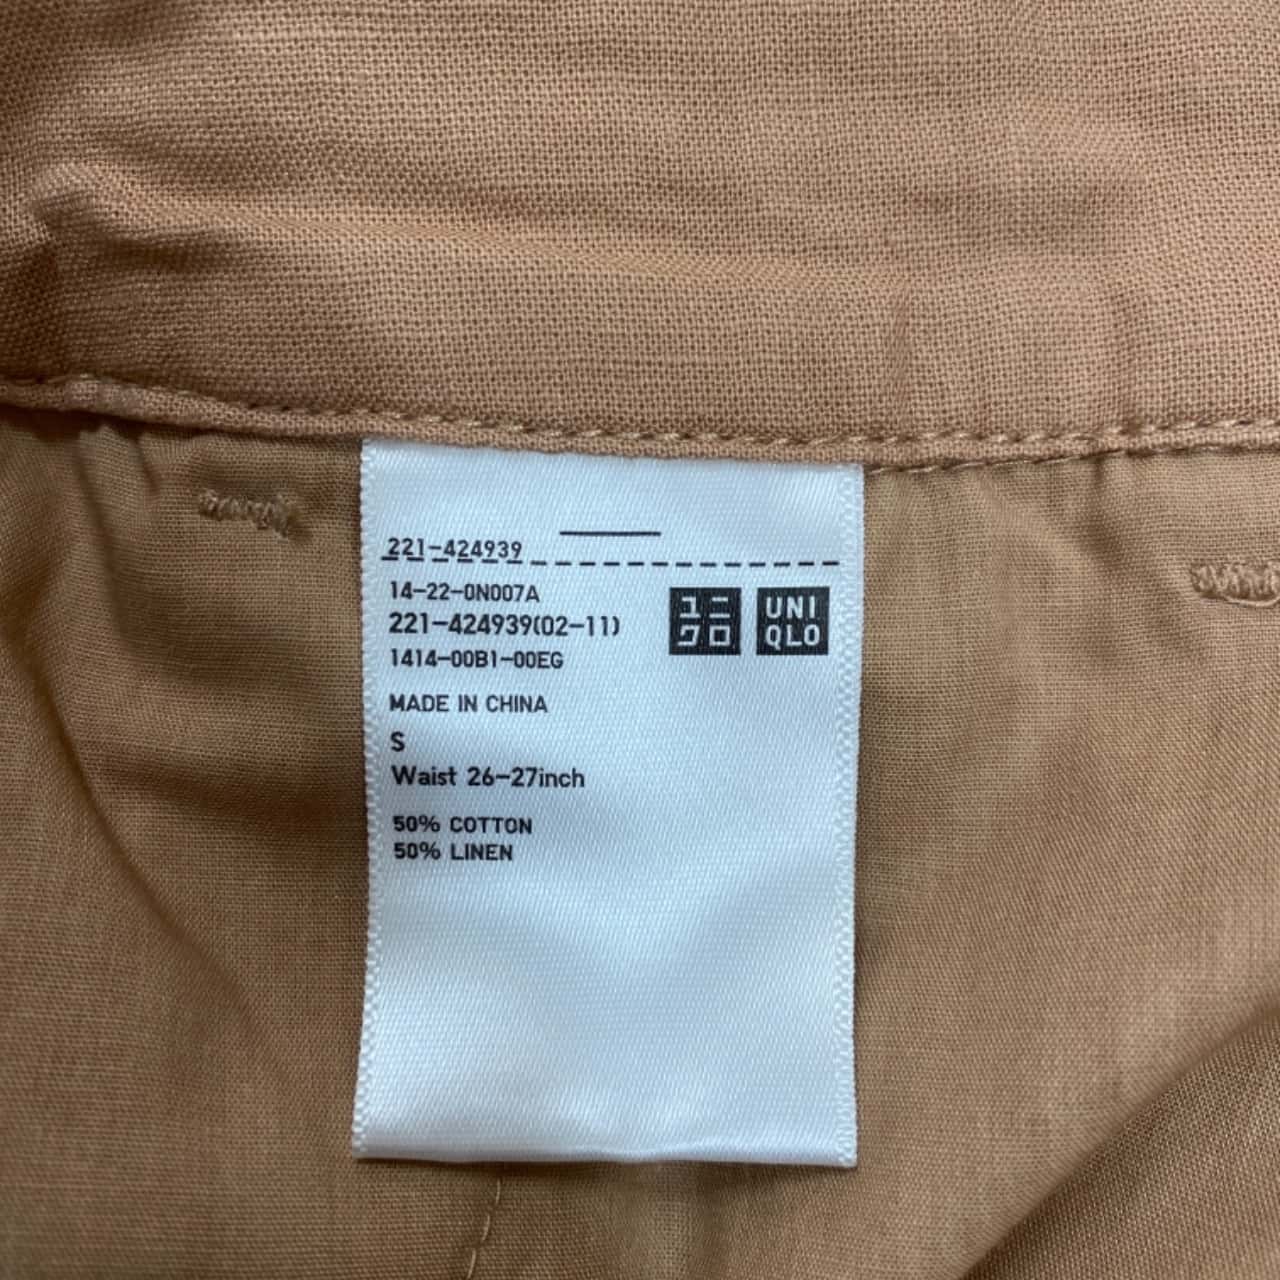 221-424939
14-22-0N007A
221-424939(02-11)
1414-00B1-00EG
ユニ
クロ
UNI
QLO
MADE IN CHINA
S
Waist 26-27inch
50% COTTON
50% LINEN